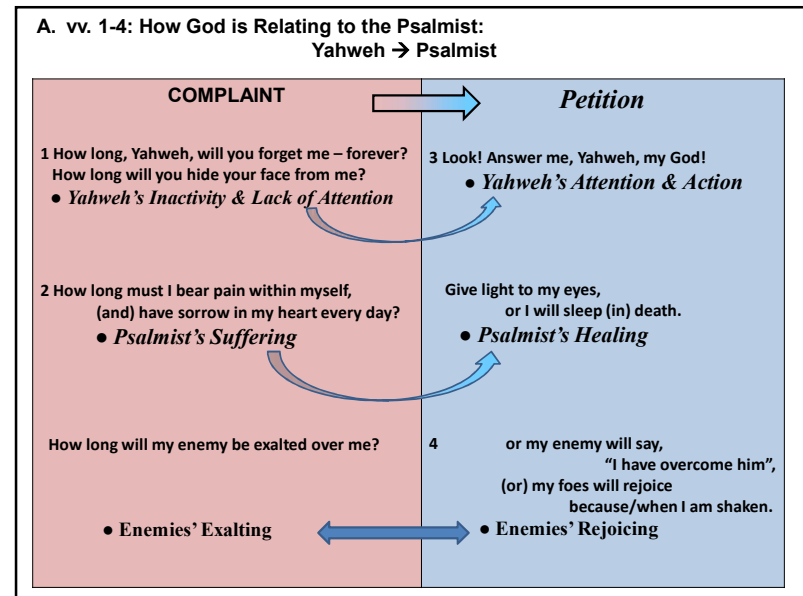 A. vv. 1-4: How God is Relating to the Psalmist:
Yahweh → Psalmist
COMPLAINT
1 How long, Yahweh, will you forget me – forever?
How long will you hide your face from me?
● Yahweh's Inactivity & Lack of Attention
2 How long must I bear pain within myself,
(and) have sorrow in my heart every day?
● Psalmist's Suffering
How long will my enemy be exalted over me?
● Enemies' Exalting
Petition
3 Look! Answer me, Yahweh, my God!
● Yahweh's Attention & Action
Give light to my eyes,
or I will sleep (in) death.
● Psalmist's Healing
4 or my enemy will say,
“I have overcome him”,
(or) my foes will rejoice
because/when I am shaken.
● Enemies' Rejoicing